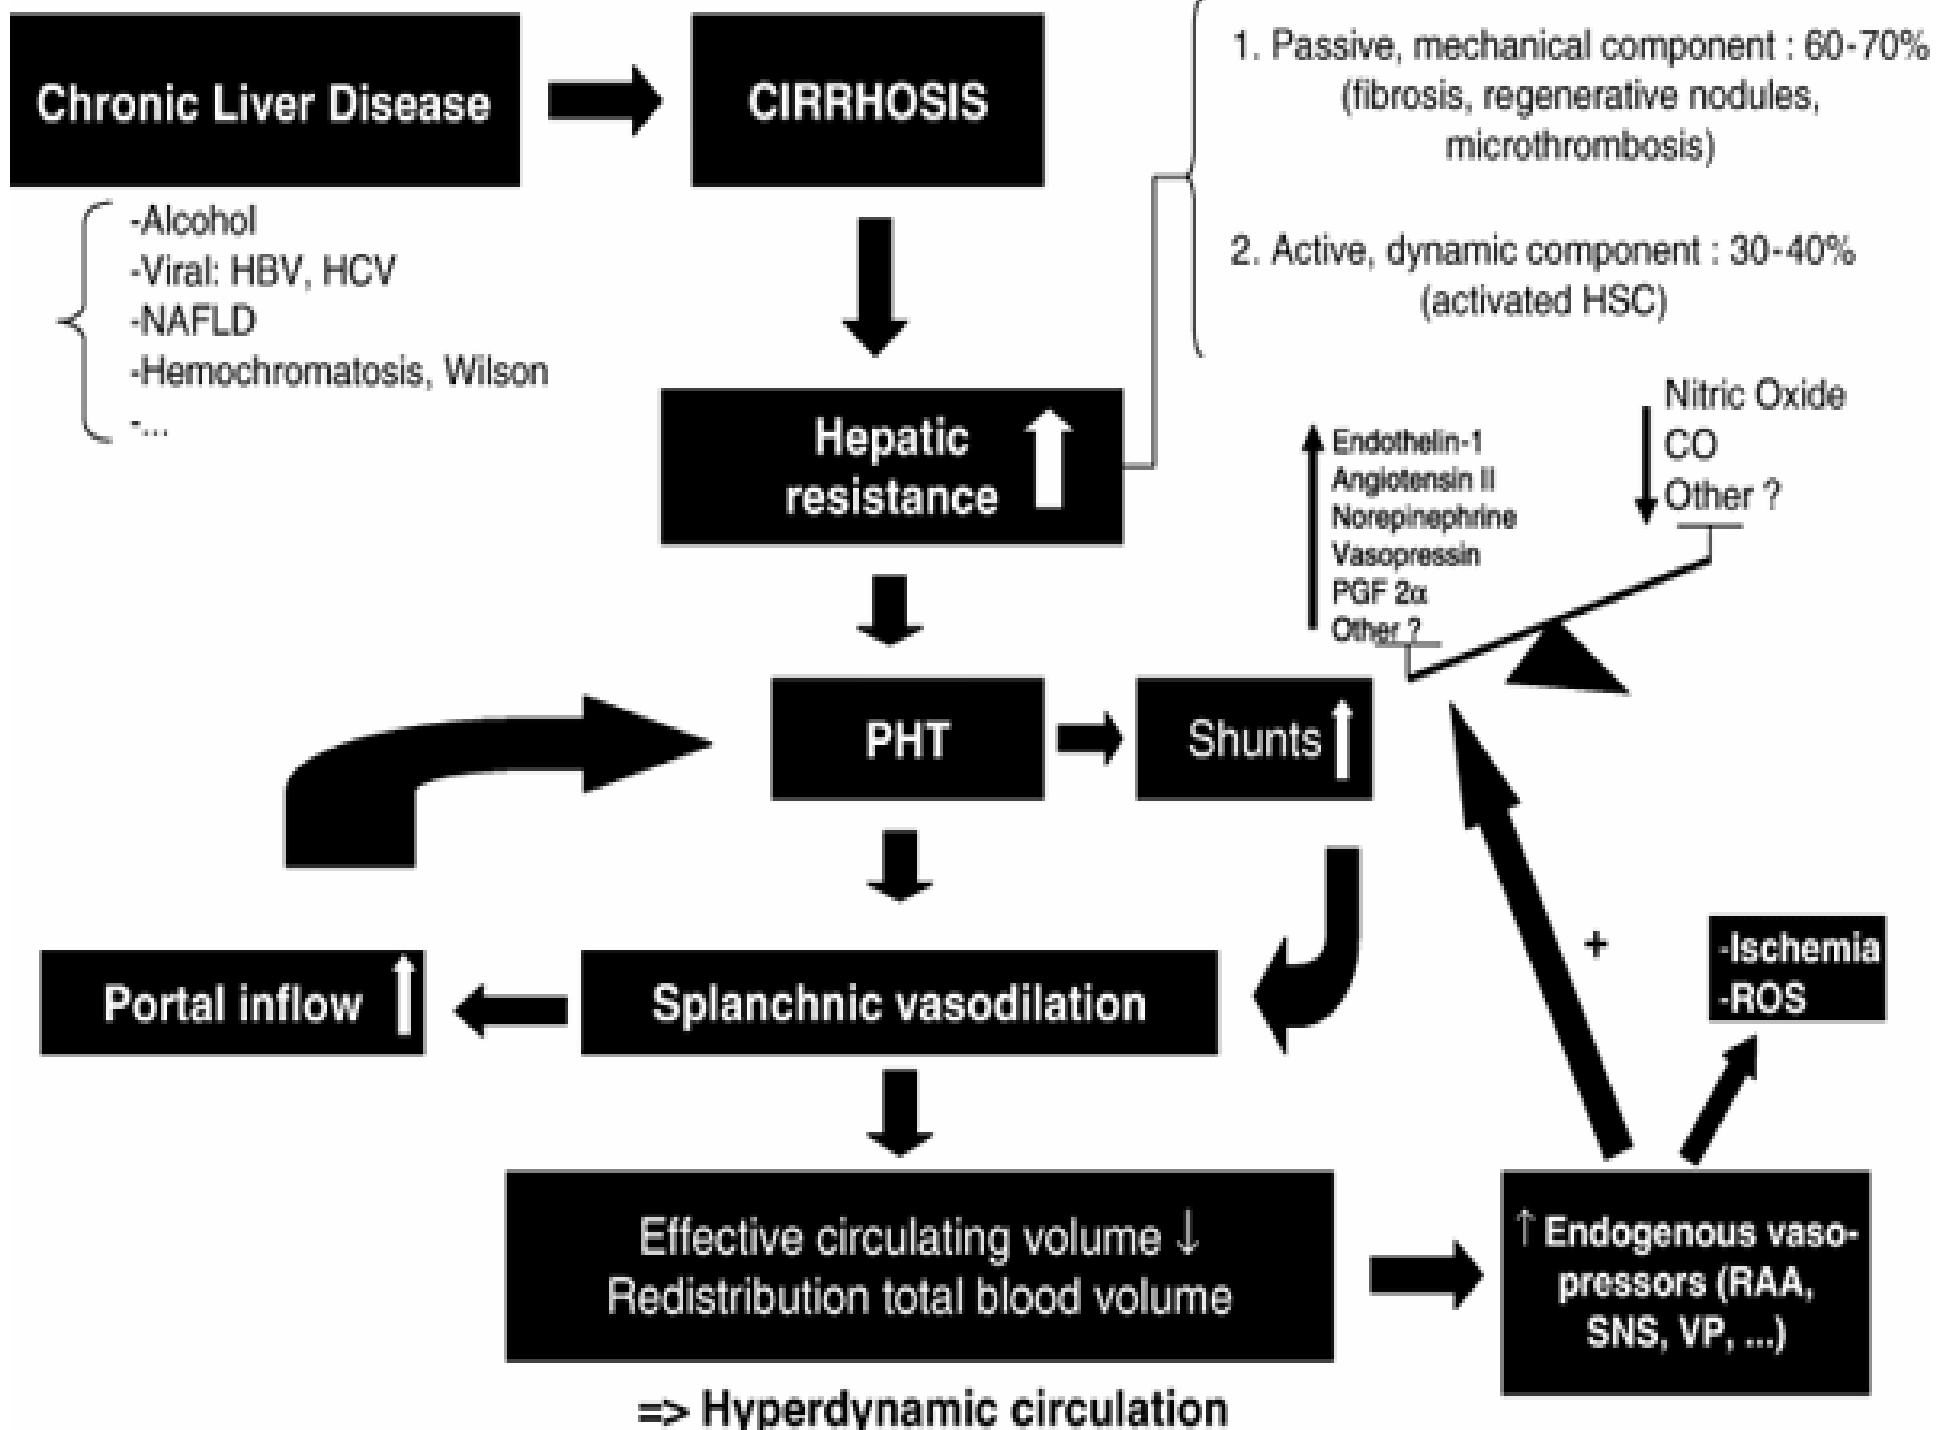 Chronic Liver Disease
CIRRHOSIS
1. Passive, mechanical component : 60-70%
(fibrosis, regenerative nodules,
microthrombosis)
2. Active, dynamic component : 30-40%
(activated HSC)
-Alcohol
-Viral: HBV, HCV
-NAFLD
-Hemochromatosis, Wilson
-...
Hepatic
resistance
Endothelin-1
Angiotensin II
Norepinephrine
Vasopressin
PGF 2α
Other ?
Nitric Oxide
CO
Other ?
PHT
Shunts
Portal inflow
Splanchnic vasodilation
+
-Ischemia
-ROS
Effective circulating volume ↓
Redistribution total blood volume
↑ Endogenous vaso-
pressors (RAA,
SNS, VP, ...)
=> Hyperdynamic circulation